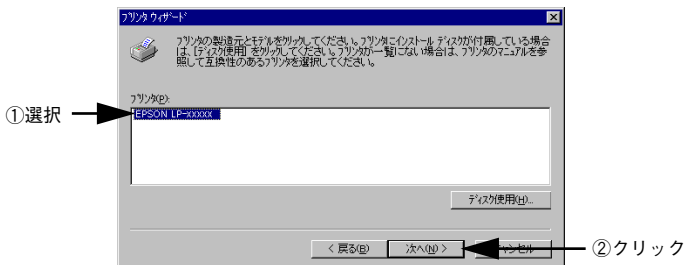 プリンタ ウィザード
プリンタの製造元とモデルをクリックしてください。プリンタにインストール ディスクが付属している場合
は、[ディスク使用] をクリックしてください。プリンタが一覧にない場合は、プリンタのマニュアルを参
照して互換性のあるプリンタを選択してください。
プリンタ(P):
①選択
EPSON LP-xxxxx
ディスク使用(H)...
< 戻る(B)
次へ(N) >
キャンセル
②クリック